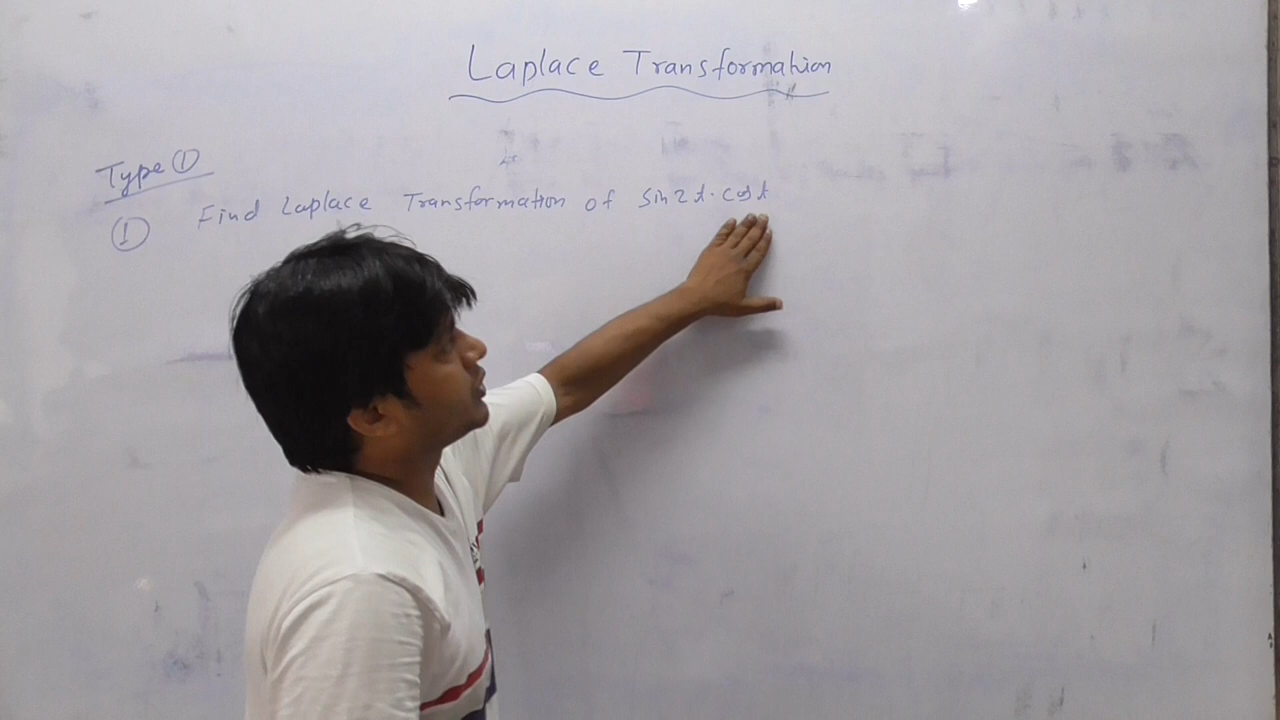 Laplace Transformation
Type ①
① Find Laplace Transformation of Sin2t.cost